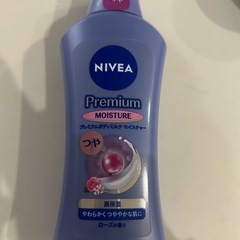 NIVEA
Premium
MOISTURE
プレミアムボディミルク モイスチャー
つや
高保湿
やわらかくつややかな肌に
ローズの香り